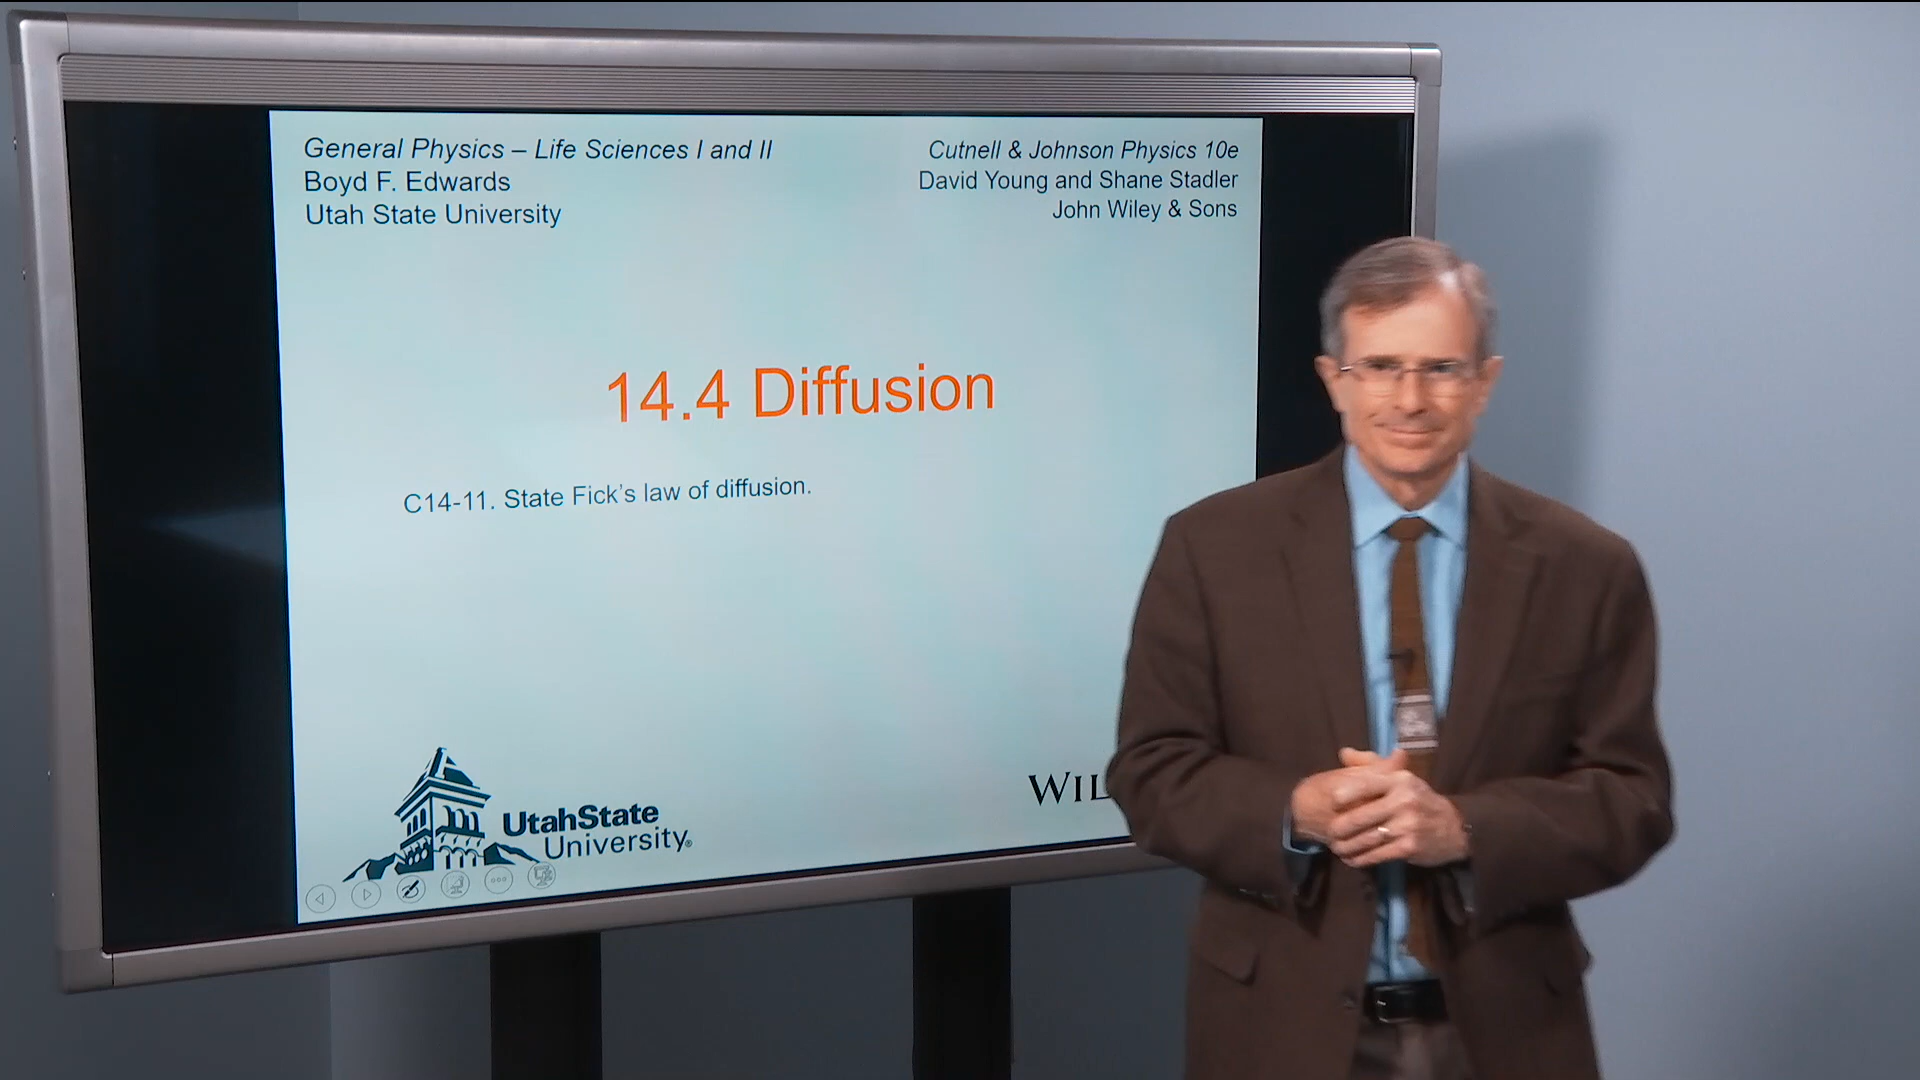 General Physics – Life Sciences I and II
Boyd F. Edwards
Utah State University
Cutnell & Johnson Physics 10e
David Young and Shane Stadler
John Wiley & Sons
14.4 Diffusion
C14-11. State Fick's law of diffusion.
UtahState
University®